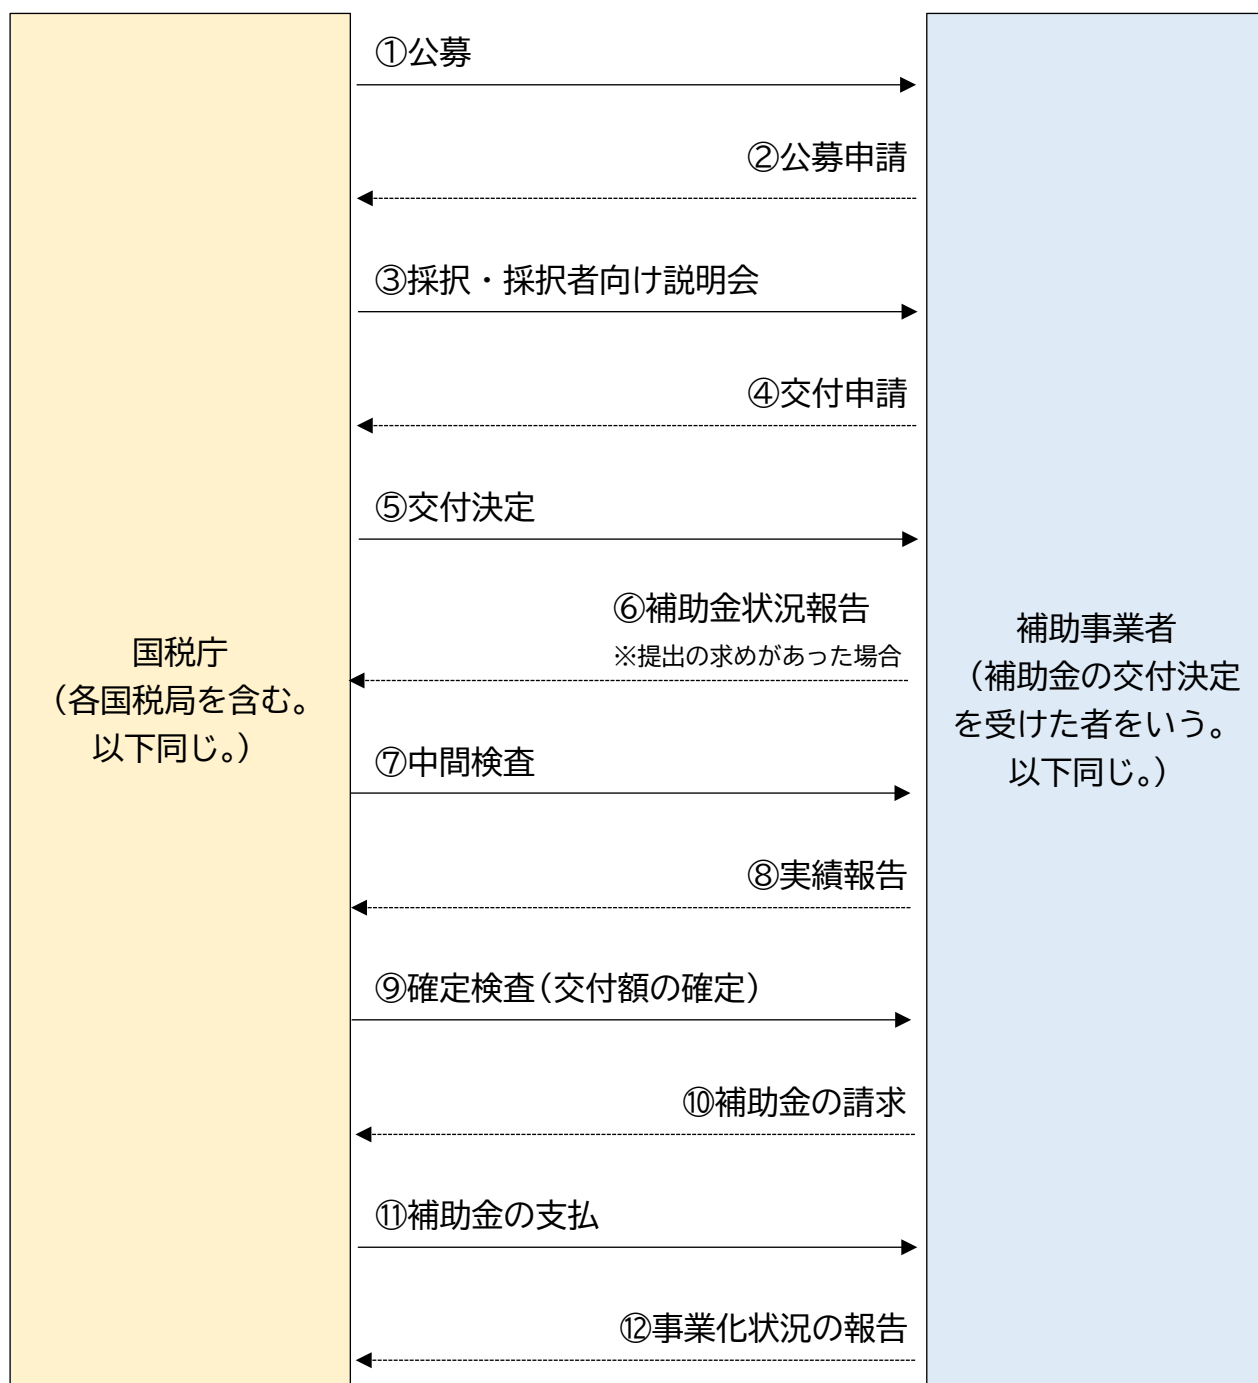 ①公募
②公募申請
③採択・採択者向け説明会
④交付申請
⑤交付決定
⑥補助金状況報告
※提出の求めがあった場合
国税庁
（各国税局を含む。
以下同じ。）
補助事業者
（補助金の交付決定
を受けた者をいう。
以下同じ。）
⑦中間検査
⑧実績報告
⑨確定検査（交付額の確定）
⑩補助金の請求
⑪補助金の支払
⑫事業化状況の報告